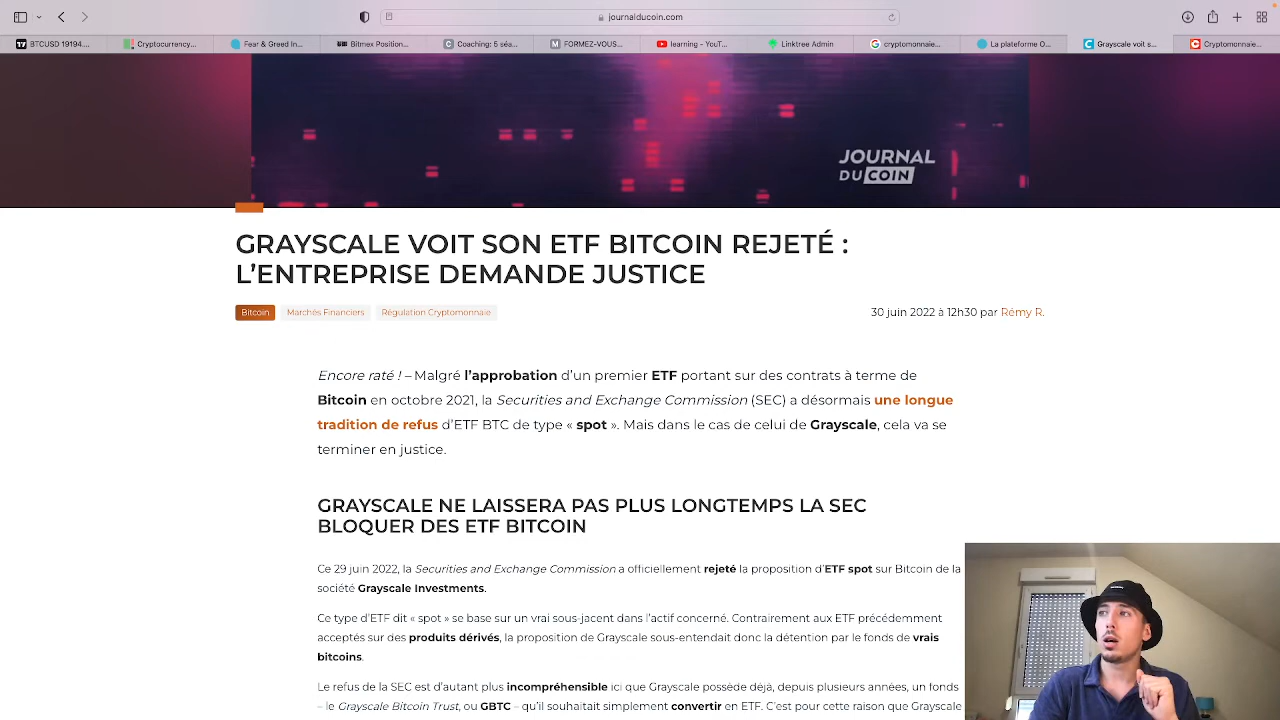 journalducoin.com
BTCUSD 19194....
Cryptocurrency...
Fear & Greed In...
Bitmex Position...
Coaching: 5 séa...
FORMEZ-VOUS...
learning - YouT...
Linktree Admin
cryptomonnaie...
La plateforme O...
Grayscale voit s...
Cryptomonnaie...
JOURNAL
DU COIN
GRAYSCALE VOIT SON ETF BITCOIN REJETÉ :
L'ENTREPRISE DEMANDE JUSTICE
Bitcoin
Marchés Financiers
Régulation Cryptomonnaie
30 juin 2022 à 12h30 par Rémy R.
Encore raté ! – Malgré l'approbation d'un premier ETF portant sur des contrats à terme de
Bitcoin en octobre 2021, la Securities and Exchange Commission (SEC) a désormais une longue
tradition de refus d'ETF BTC de type « spot ». Mais dans le cas de celui de Grayscale, cela va se
terminer en justice.
GRAYSCALE NE LAISSERA PAS PLUS LONGTEMPS LA SEC
BLOQUER DES ETF BITCOIN
Ce 29 juin 2022, la Securities and Exchange Commission a officiellement rejeté la proposition d'ETF spot sur Bitcoin de la
société Grayscale Investments.
Ce type d'ETF dit « spot » se base sur un vrai sous-jacent dans l'actif concerné. Contrairement aux ETF précédemment
acceptés sur des produits dérivés, la proposition de Grayscale sous-entendait donc la détention par le fonds de vrais
bitcoins.
Le refus de la SEC est d'autant plus incompréhensible ici que Grayscale possède déjà, depuis plusieurs années, un fonds
– le Grayscale Bitcoin Trust, ou GBTC – qu'il souhaitait simplement convertir en ETF. C'est pour cette raison que Grayscale